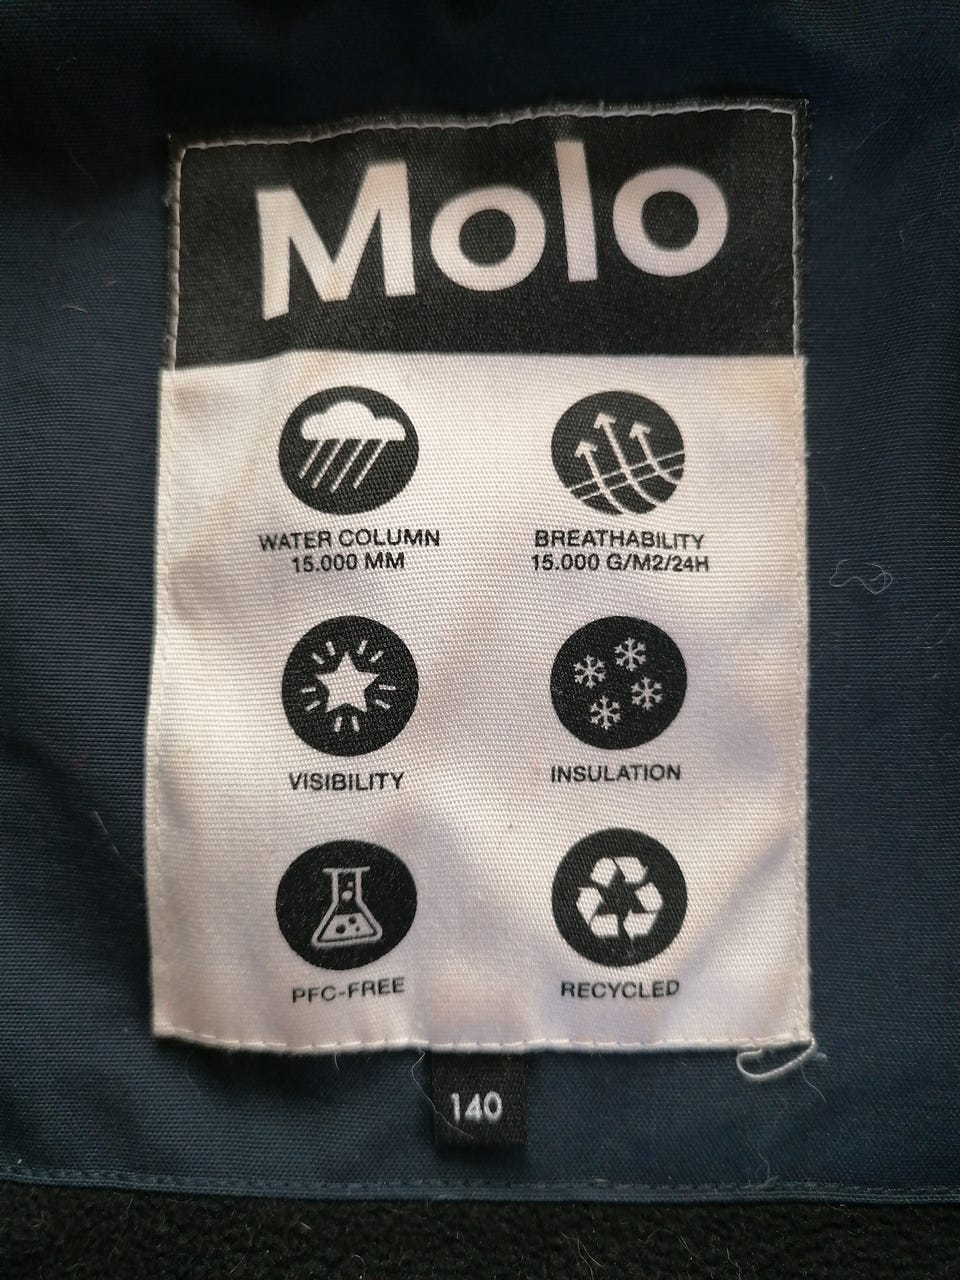 Molo
WATER COLUMN
15.000 MM
BREATHABILITY
15.000 G/M2/24H
VISIBILITY
INSULATION
PFC-FREE
RECYCLED
140